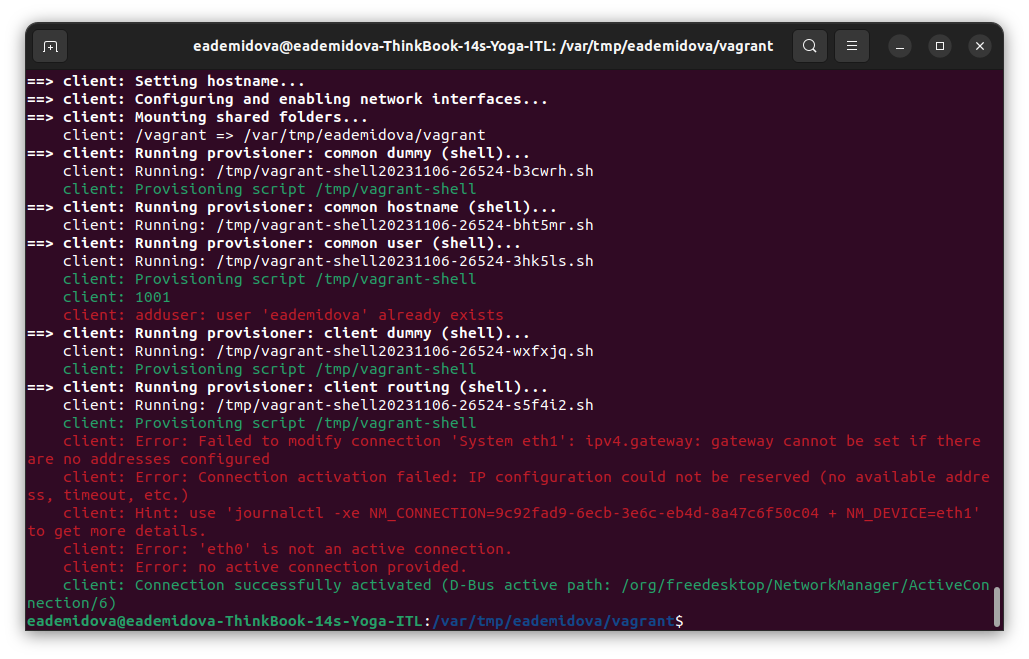 eademidova@eademidova-ThinkBook-14s-Yoga-ITL: /var/tmp/eademidova/vagrant
==> client: Setting hostname...
==> client: Configuring and enabling network interfaces...
==> client: Mounting shared folders...
    client: /vagrant => /var/tmp/eademidova/vagrant
==> client: Running provisioner: common dummy (shell)...
    client: Running: /tmp/vagrant-shell20231106-26524-b3cwrh.sh
    client: Provisioning script /tmp/vagrant-shell
==> client: Running provisioner: common hostname (shell)...
    client: Running: /tmp/vagrant-shell20231106-26524-bht5mr.sh
==> client: Running provisioner: common user (shell)...
    client: Running: /tmp/vagrant-shell20231106-26524-3hk5ls.sh
    client: Provisioning script /tmp/vagrant-shell
    client: 1001
    client: adduser: user 'eademidova' already exists
==> client: Running provisioner: client dummy (shell)...
    client: Running: /tmp/vagrant-shell20231106-26524-wxfxjq.sh
    client: Provisioning script /tmp/vagrant-shell
==> client: Running provisioner: client routing (shell)...
    client: Running: /tmp/vagrant-shell20231106-26524-s5f4i2.sh
    client: Provisioning script /tmp/vagrant-shell
    client: Error: Failed to modify connection 'System eth1': ipv4.gateway: gateway cannot be set if there
are no addresses configured
    client: Error: Connection activation failed: IP configuration could not be reserved (no available addre
ss, timeout, etc.)
    client: Hint: use 'journalctl -xe NM_CONNECTION=9c92fad9-6ecb-3e6c-eb4d-8a47c6f50c04 + NM_DEVICE=eth1'
to get more details.
    client: Error: 'eth0' is not an active connection.
    client: Error: no active connection provided.
    client: Connection successfully activated (D-Bus active path: /org/freedesktop/NetworkManager/ActiveCon
nection/6)
eademidova@eademidova-ThinkBook-14s-Yoga-ITL:/var/tmp/eademidova/vagrant$